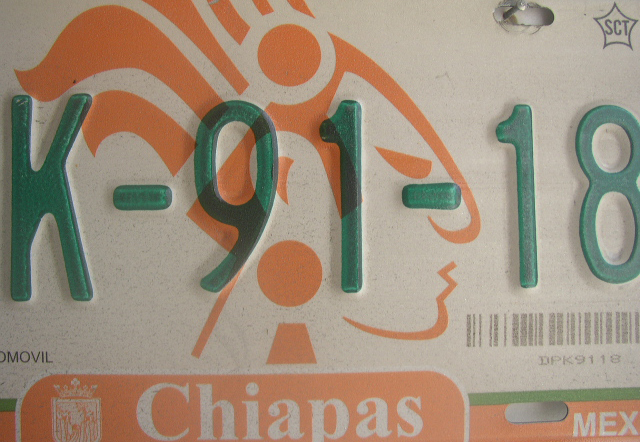 SCT
K-91-18
OMOVIL
DPK9118
Chiapas
MEX